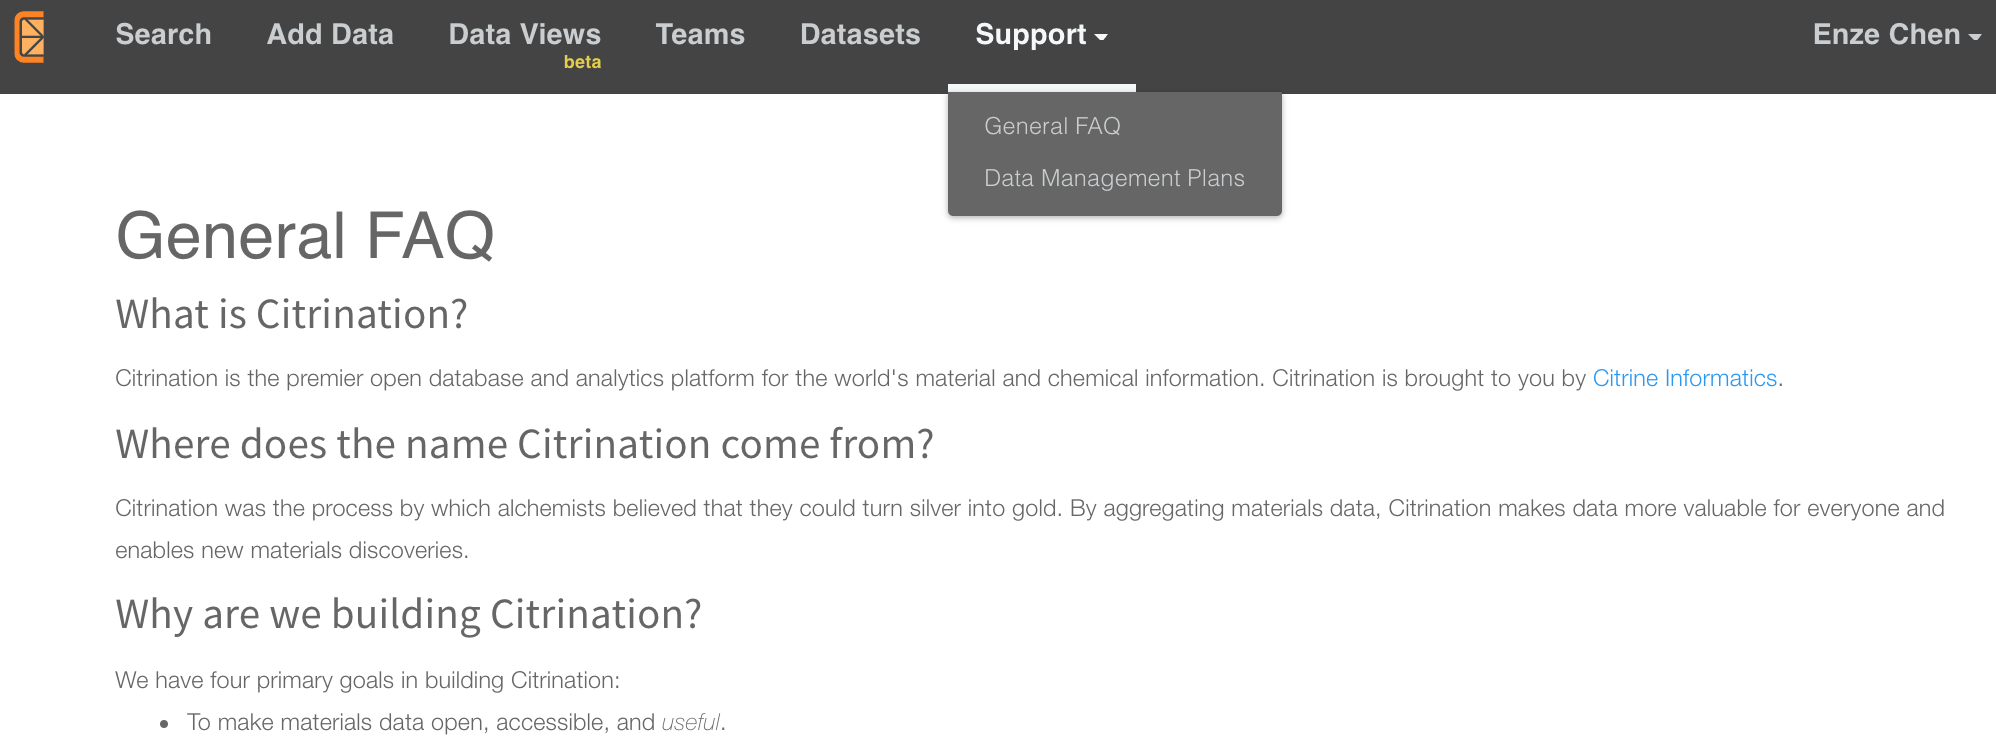 Search Add Data Data Views Teams Datasets Support Enze Chen
beta
General FAQ
Data Management Plans
General FAQ
What is Citrination?
Citrination is the premier open database and analytics platform for the world's material and chemical information. Citrination is brought to you by Citrine Informatics.
Where does the name Citrination come from?
Citrination was the process by which alchemists believed that they could turn silver into gold. By aggregating materials data, Citrination makes data more valuable for everyone and
enables new materials discoveries.
Why are we building Citrination?
We have four primary goals in building Citrination:
• To make materials data open, accessible, and useful.